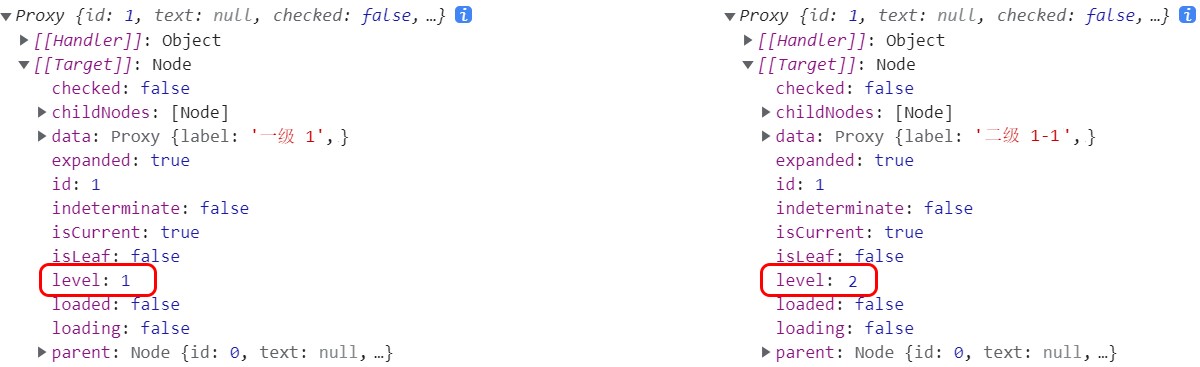 Proxy {id: 1, text: null, checked: false, …} i
[[Handler]]: Object
[[Target]]: Node
checked: false
childNodes: [Node]
data: Proxy {label: '一级 1', }
expanded: true
id: 1
indeterminate: false
isCurrent: true
isLeaf: false
level: 1
loaded: false
loading: false
parent: Node {id: 0, text: null, …}
Proxy {id: 1, text: null, checked: false, …} i
[[Handler]]: Object
[[Target]]: Node
checked: false
childNodes: [Node]
data: Proxy {label: '二级 1-1', }
expanded: true
id: 1
indeterminate: false
isCurrent: true
isLeaf: false
level: 2
loaded: false
loading: false
parent: Node {id: 0, text: null, …}